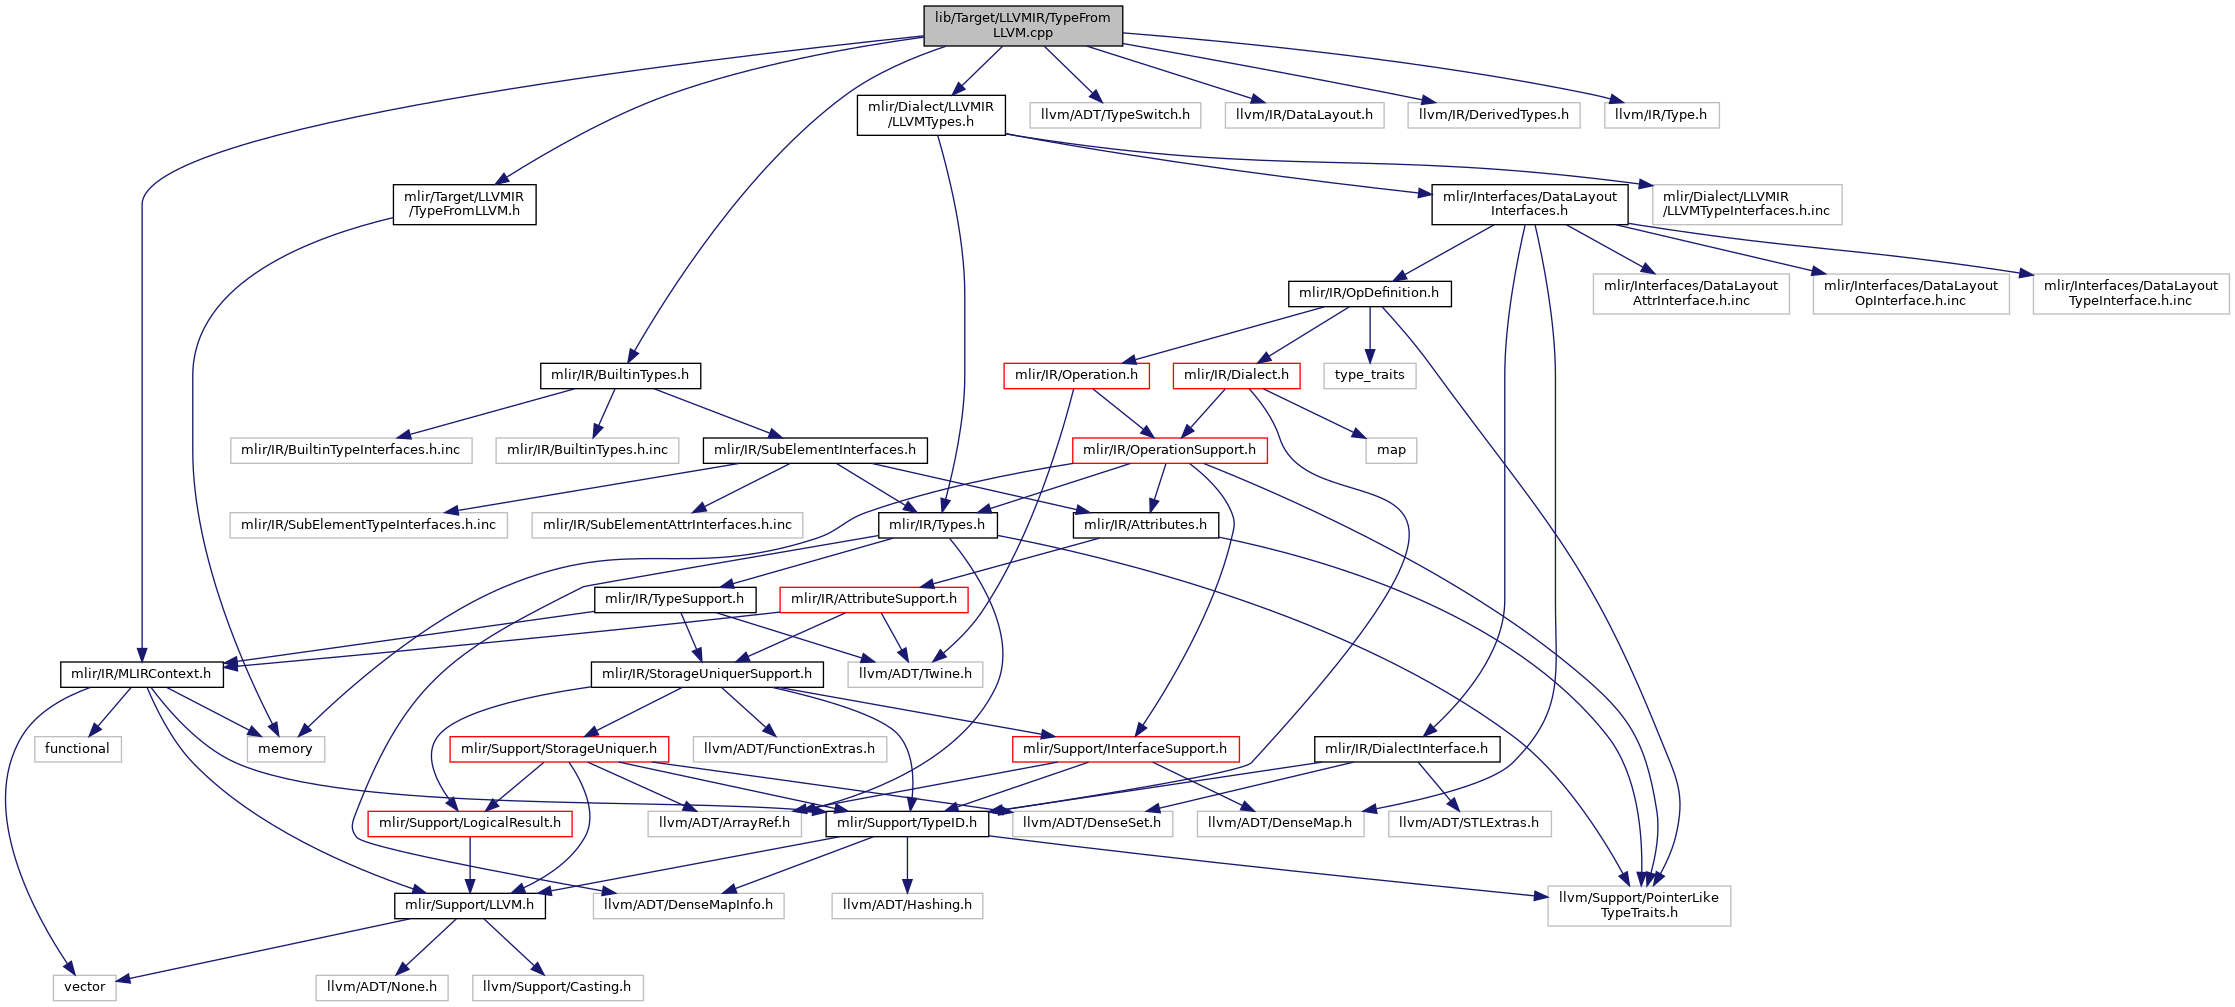 lib/Target/LLVMIR/TypeFrom
LLVM.cpp
mlir/Dialect/LLVMIR
/LLVMTypes.h
llvm/ADT/TypeSwitch.h
llvm/IR/DataLayout.h
llvm/IR/DerivedTypes.h
llvm/IR/Type.h
mlir/Target/LLVMIR
/TypeFromLLVM.h
mlir/Interfaces/DataLayout
Interfaces.h
mlir/Dialect/LLVMIR
/LLVMTypeInterfaces.h.inc
mlir/IR/OpDefinition.h
mlir/Interfaces/DataLayout
AttrInterface.h.inc
mlir/Interfaces/DataLayout
OpInterface.h.inc
mlir/Interfaces/DataLayout
TypeInterface.h.inc
mlir/IR/BuiltinTypes.h
mlir/IR/Operation.h
mlir/IR/Dialect.h
type_traits
mlir/IR/BuiltinTypeInterfaces.h.inc
mlir/IR/BuiltinTypes.h.inc
mlir/IR/SubElementInterfaces.h
mlir/IR/OperationSupport.h
map
mlir/IR/SubElementTypeInterfaces.h.inc
mlir/IR/SubElementAttrInterfaces.h.inc
mlir/IR/Types.h
mlir/IR/Attributes.h
mlir/IR/TypeSupport.h
mlir/IR/AttributeSupport.h
mlir/IR/MLIRContext.h
mlir/IR/StorageUniquerSupport.h
llvm/ADT/Twine.h
functional
memory
mlir/Support/StorageUniquer.h
llvm/ADT/FunctionExtras.h
mlir/Support/InterfaceSupport.h
mlir/IR/DialectInterface.h
mlir/Support/LogicalResult.h
llvm/ADT/ArrayRef.h
mlir/Support/TypeID.h
llvm/ADT/DenseSet.h
llvm/ADT/DenseMap.h
llvm/ADT/STLExtras.h
mlir/Support/LLVM.h
llvm/ADT/DenseMapInfo.h
llvm/ADT/Hashing.h
llvm/Support/PointerLike
TypeTraits.h
vector
llvm/ADT/None.h
llvm/Support/Casting.h